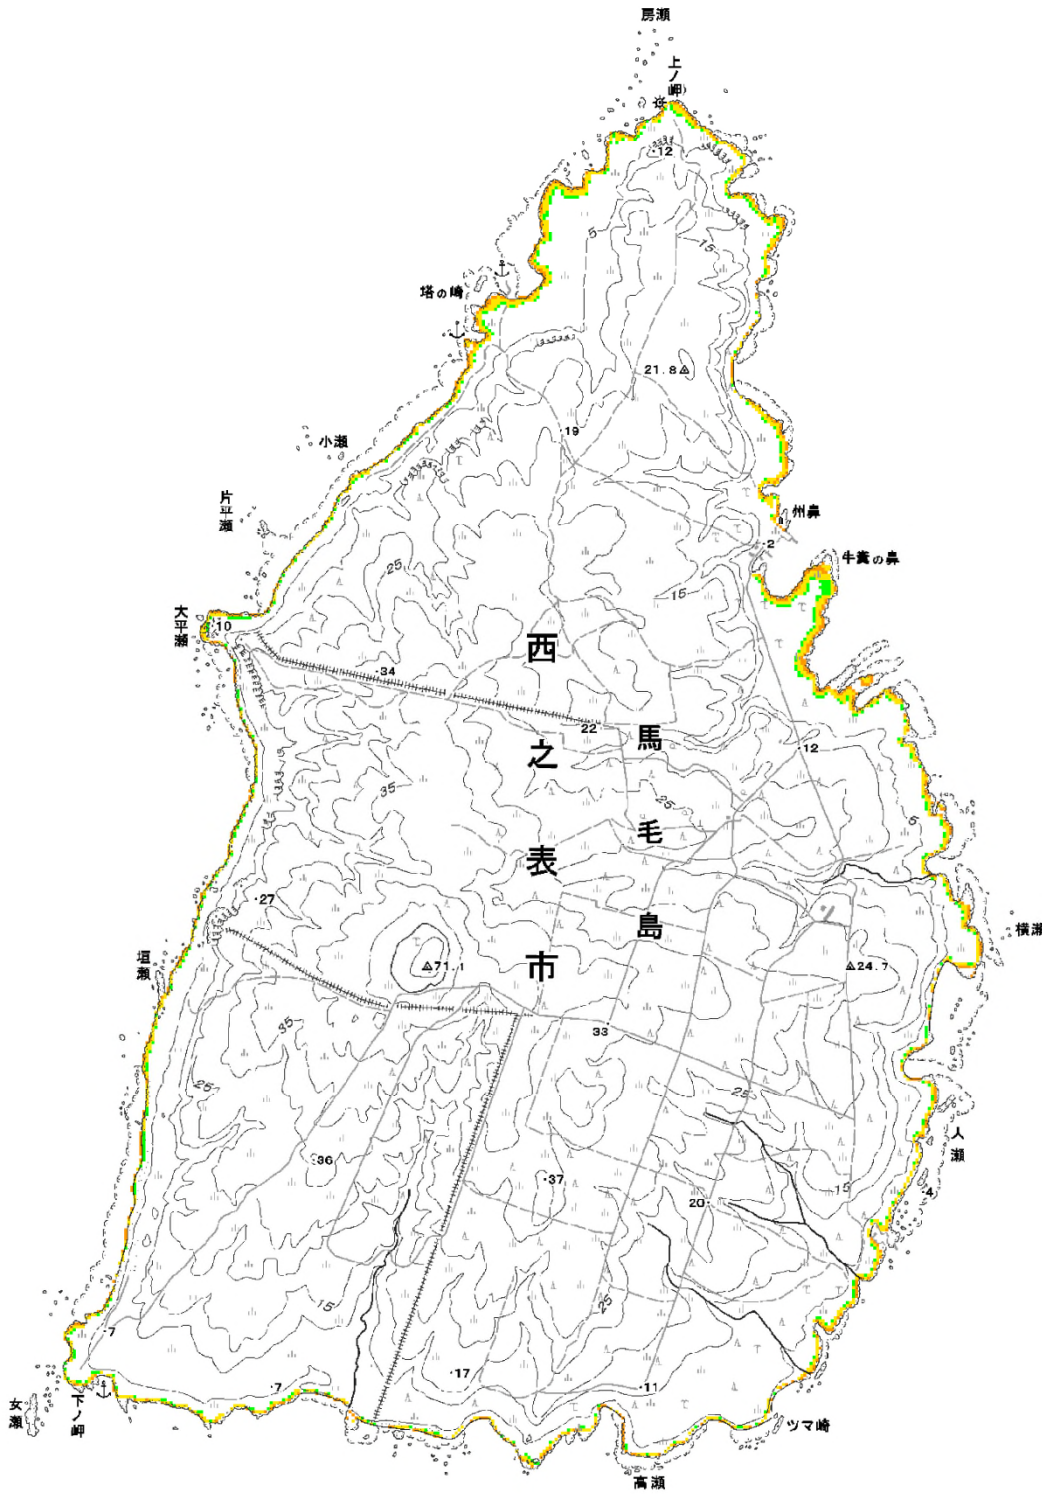 房瀬
上ノ岬
12
5
15
塔の崎
21.8
19
小瀬
片平瀬
州鼻
2
牛糞の鼻
25
15
大平瀬
10
34
西之表市
22
馬毛島
12
35
25
5
27
横瀬
垣瀬
71.1
24.7
33
35
25
25
人瀬
36
37
15
4
20
15
25
7
7
17
11
女瀬
下ノ岬
ツマ崎
高瀬